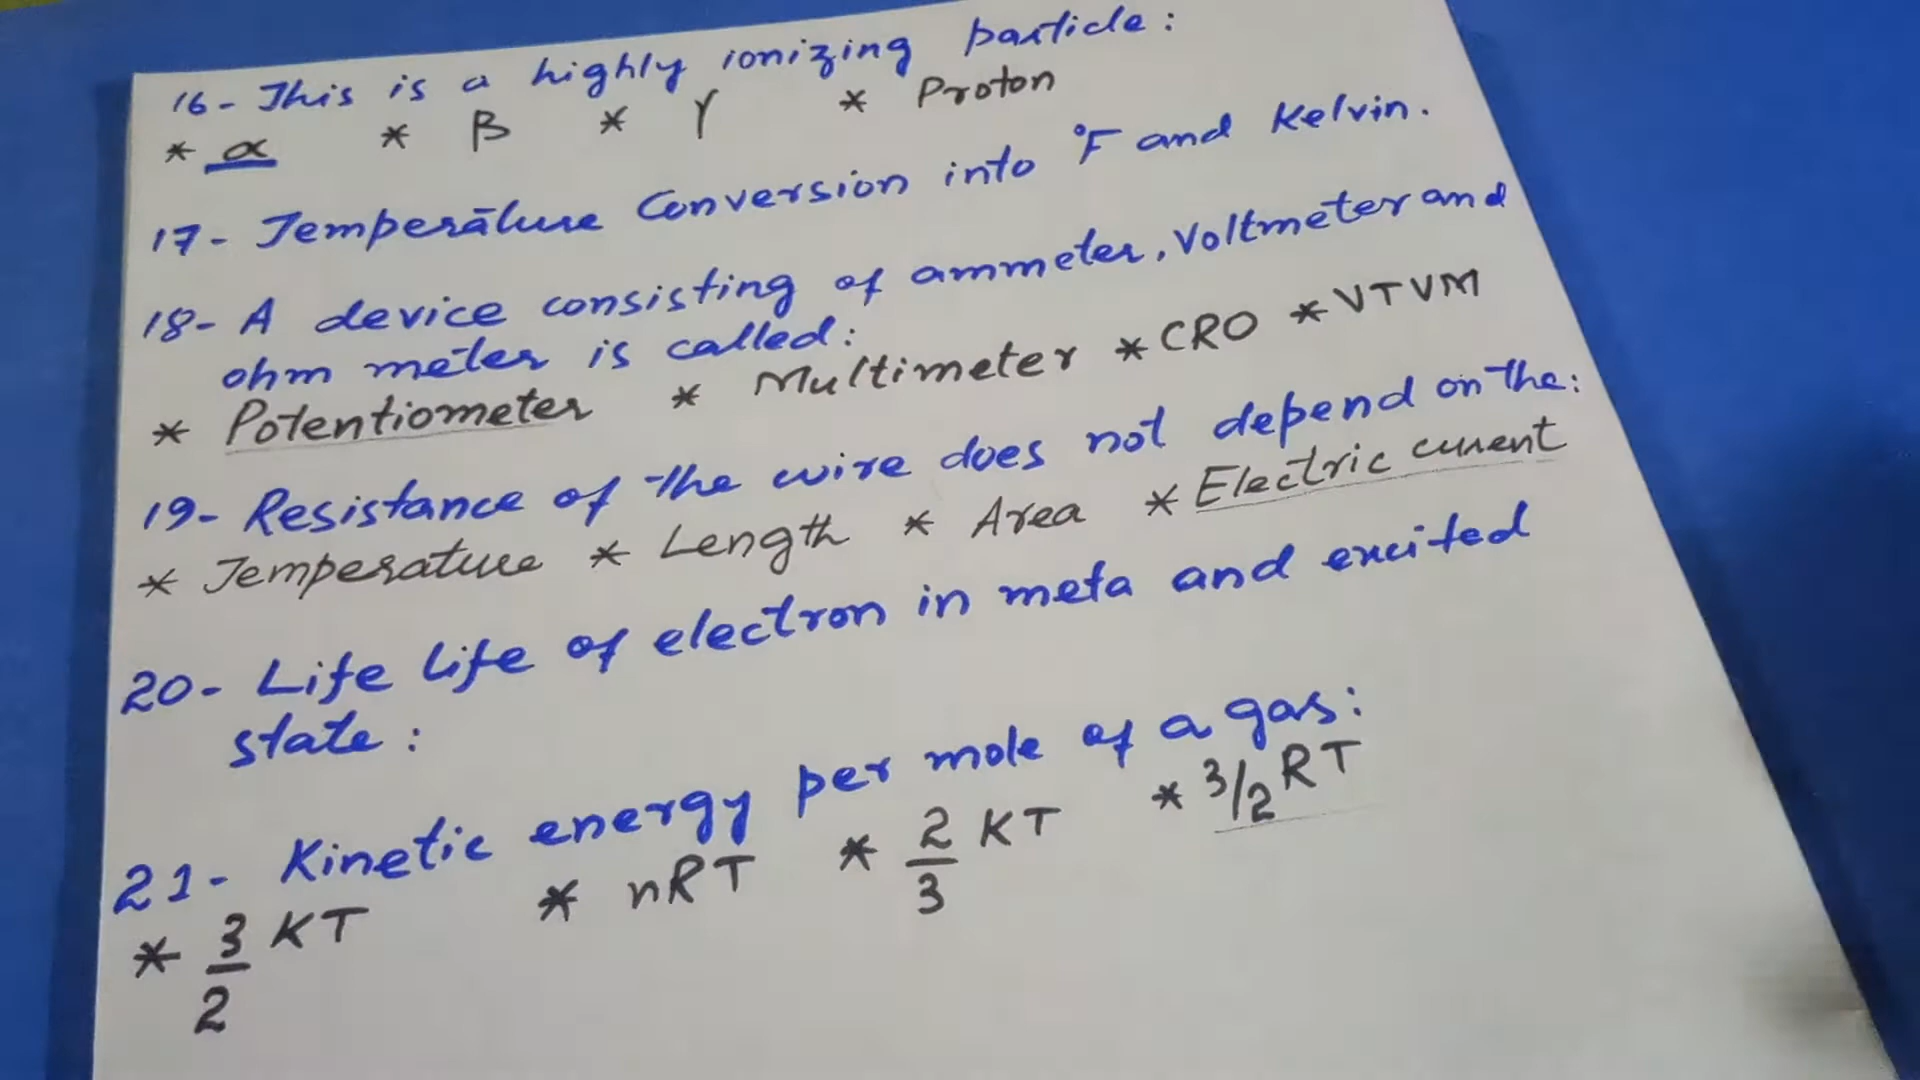 16- This is a highly ionizing particle:
* α * β * γ * Proton
17- Temperature Conversion into °F and Kelvin.
18- A device consisting of ammeter, Voltmeter and
ohm meter is called:
* Potentiometer * Multimeter * CRO * VTVM
19- Resistance of the wire does not depend on the:
* Temperature * Length * Area * Electric current
20- Life life of electron in meta and excited
state:
21- Kinetic energy per mole of a gas:
* 3/2 KT * nRT * 2/3 KT * 3/2 RT